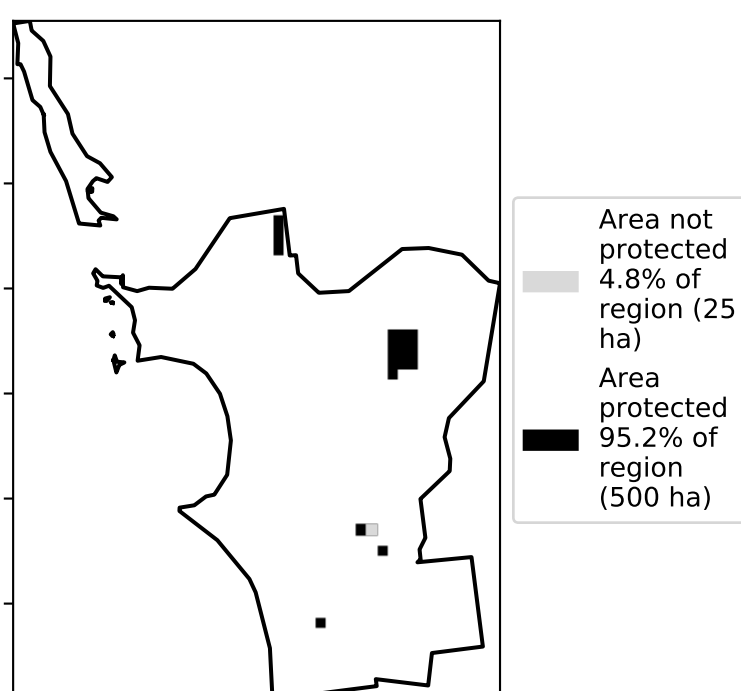 Area not
protected
4.8% of
region (25
ha)
Area
protected
95.2% of
region
(500 ha)